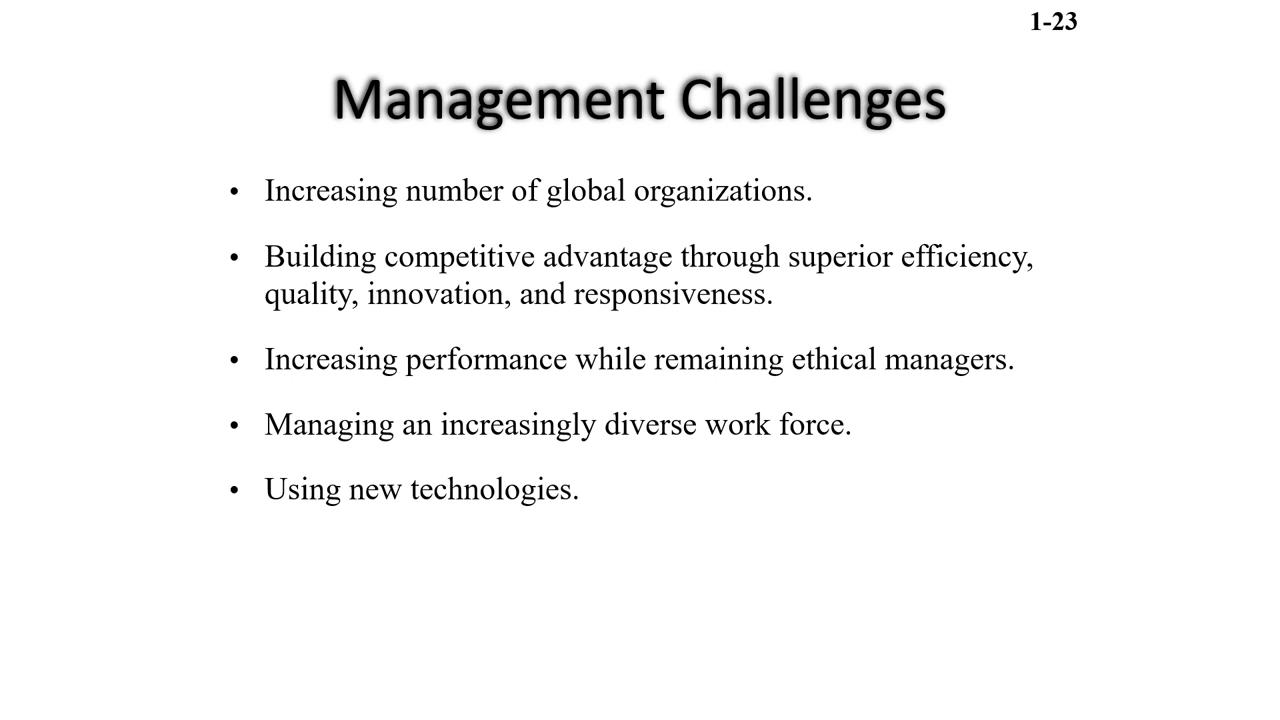 1-23
Management Challenges
• Increasing number of global organizations.
• Building competitive advantage through superior efficiency,
quality, innovation, and responsiveness.
• Increasing performance while remaining ethical managers.
• Managing an increasingly diverse work force.
• Using new technologies.